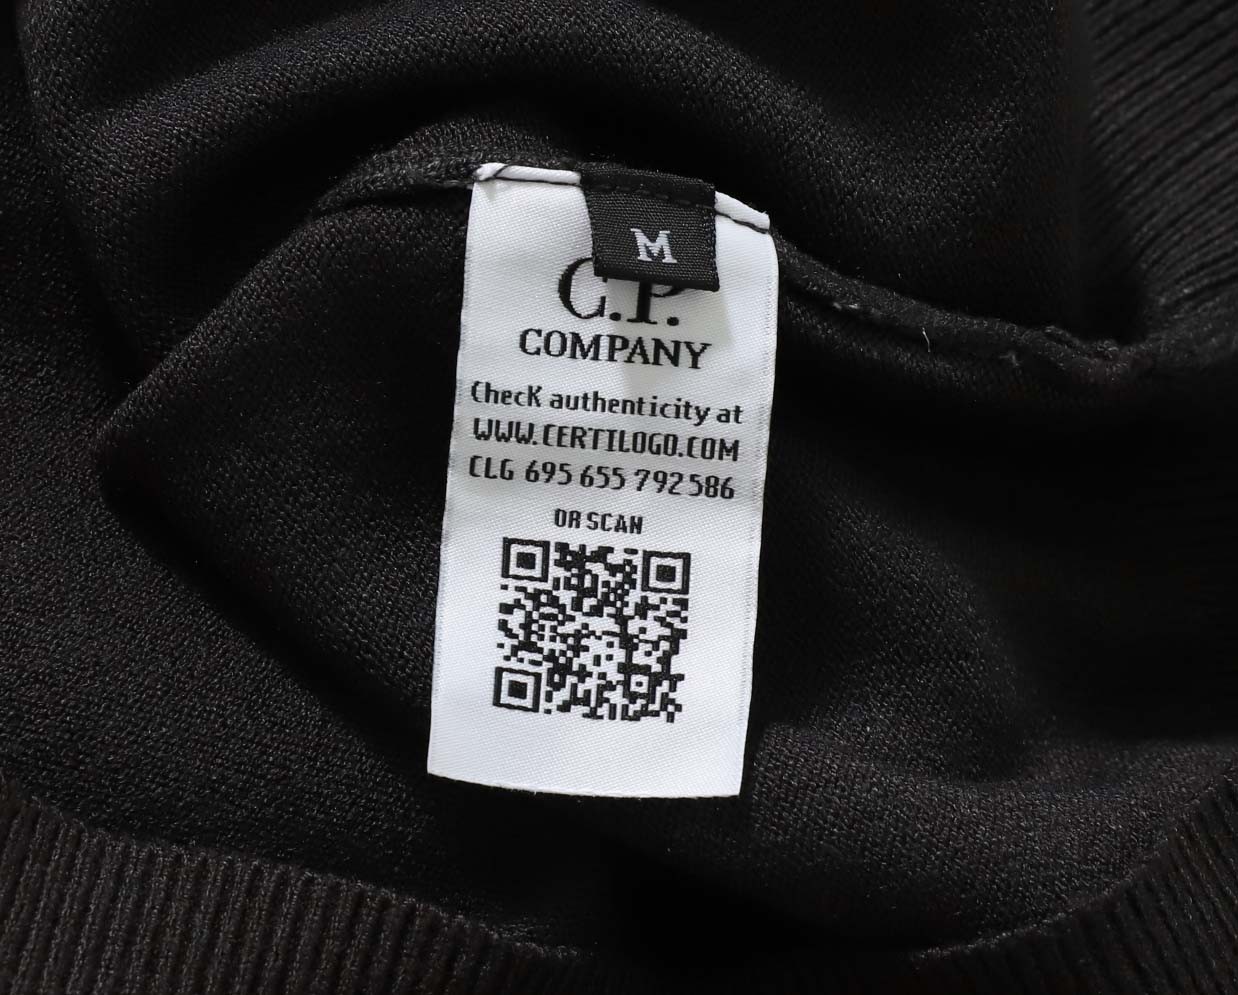 M
C.P.
COMPANY
ChecK authenticity at
WWW.CERTILOGO.COM
CLG 695 655 792 586
OR SCAN